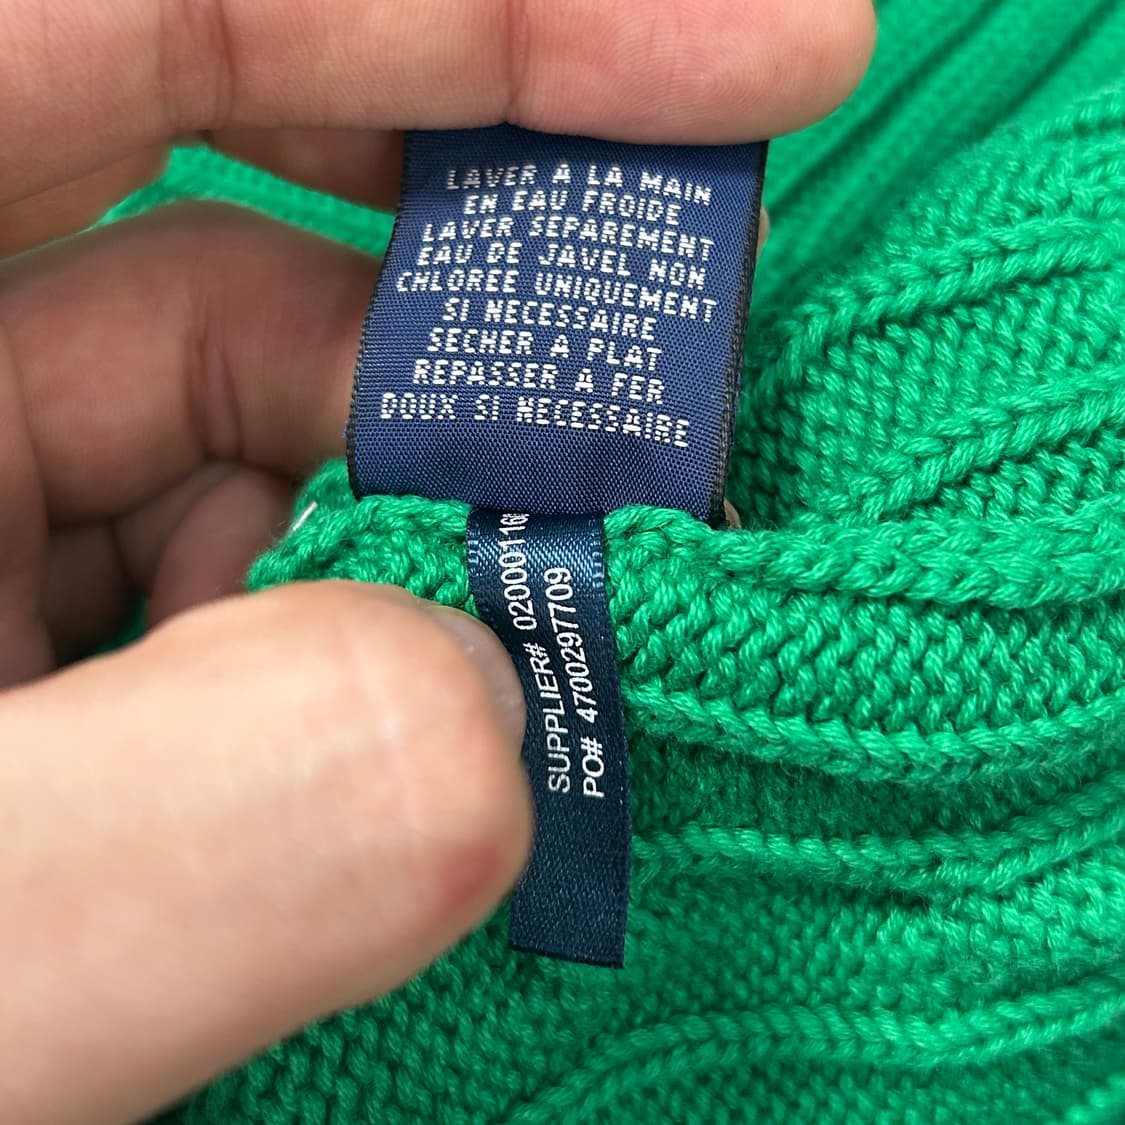 LAVER A LA MAIN
EN EAU FROIDE
LAVER SEPAREMENT
EAU DE JAVEL NON
CHLOREE UNIQUEMENT
SI NECESSAIRE
SECHER A PLAT
REPASSER A FER
DOUX SI NECESSAIRE
SUPPLIER#
PO# 4700297709